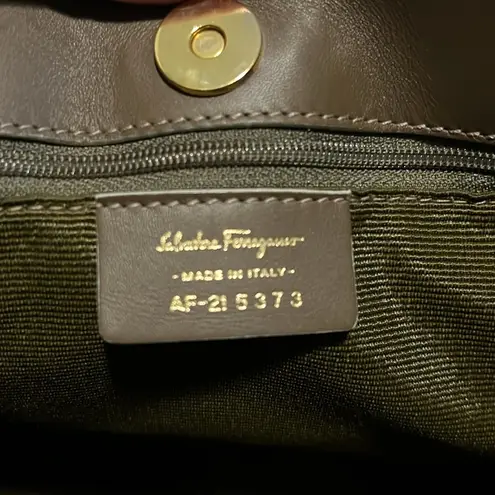 Salvatore Ferragamo
-MADE IN ITALY-
AF-21 5373